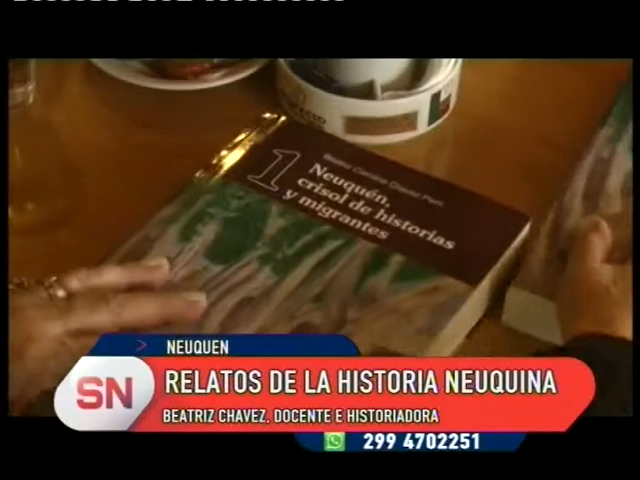 1
Neuquén,
crisol de historias
y migrantes
NEUQUEN
SN
RELATOS DE LA HISTORIA NEUQUINA
BEATRIZ CHAVEZ, DOCENTE E HISTORIADORA
299 4702251